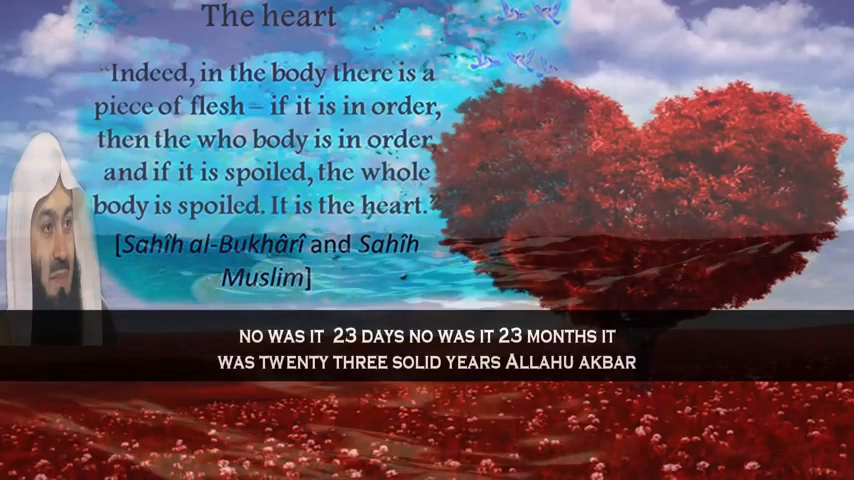 The heart
“Indeed, in the body there is a
piece of flesh – if it is in order,
then the who body is in order,
and if it is spoiled, the whole
body is spoiled. It is the heart.”
[Sahîh al-Bukhârî and Sahîh
Muslim]
NO WAS IT 23 DAYS NO WAS IT 23 MONTHS IT
WAS TWENTY THREE SOLID YEARS ALLAHU AKBAR